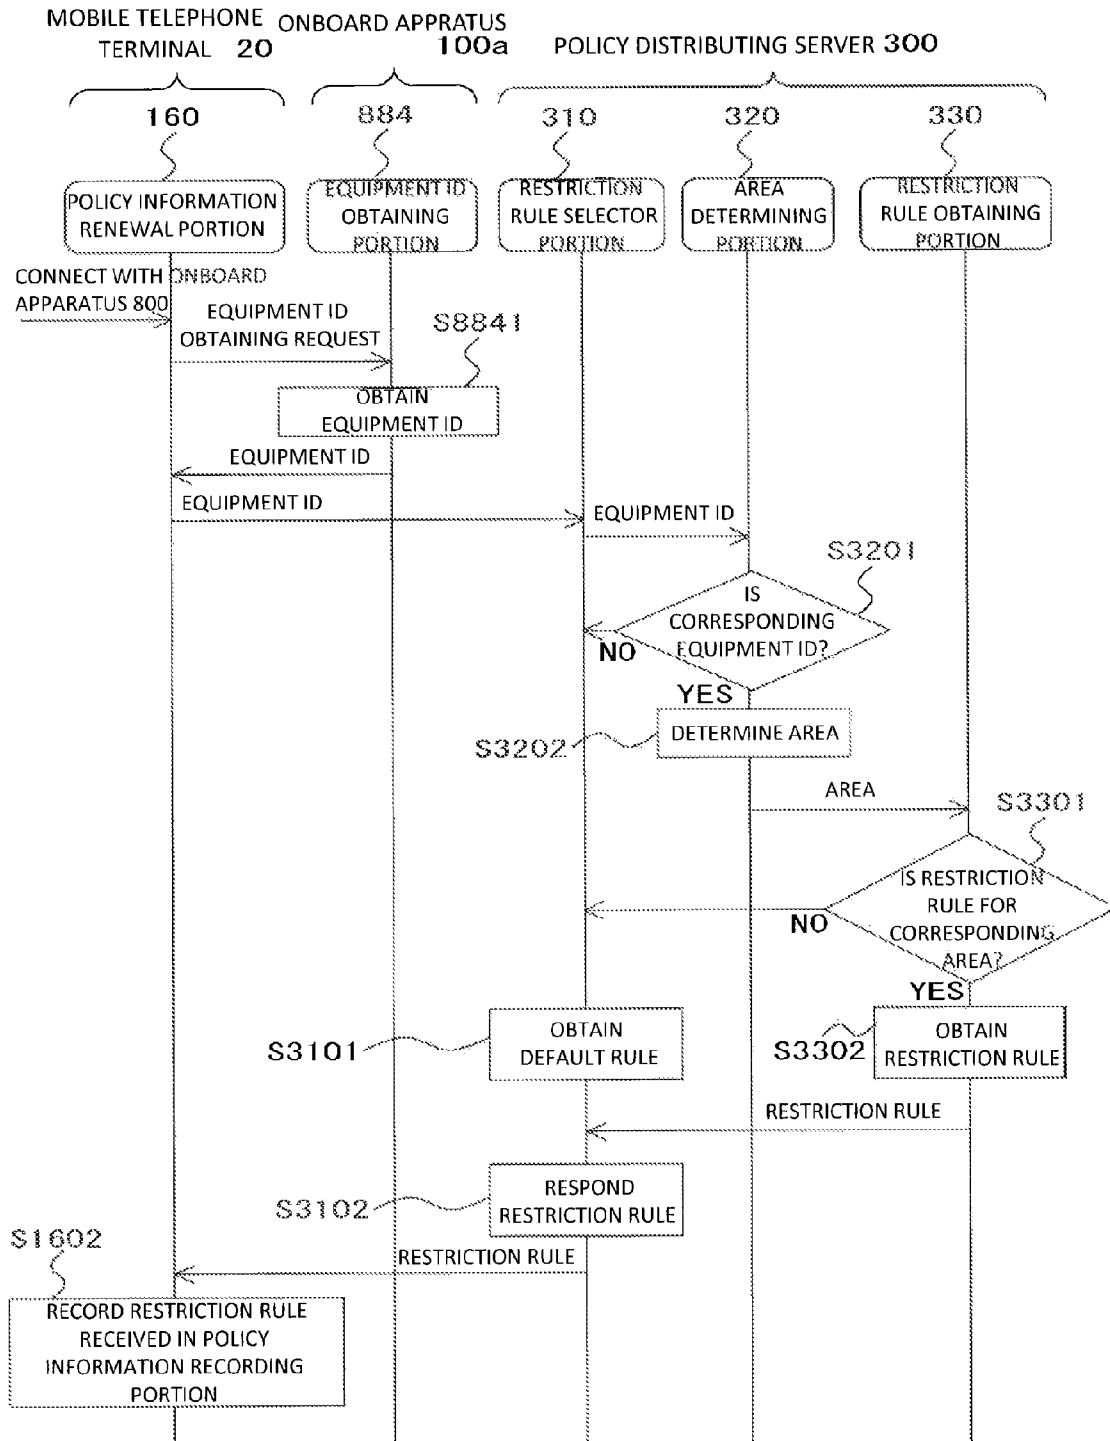 MOBILE TELEPHONE
TERMINAL 20
ONBOARD APPRATUS
100a
POLICY DISTRIBUTING SERVER 300
160
884
310
320
330
POLICY INFORMATION
RENEWAL PORTION
EQUIPMENT ID
OBTAINING
PORTION
RESTRICTION
RULE SELECTOR
PORTION
AREA
DETERMINING
PORTION
RESTRICTION
RULE OBTAINING
PORTION
CONNECT WITH ONBOARD
APPARATUS 800
EQUIPMENT ID
OBTAINING REQUEST
S8841
OBTAIN
EQUIPMENT ID
EQUIPMENT ID
EQUIPMENT ID
EQUIPMENT ID
S3201
IS
CORRESPONDING
EQUIPMENT ID?
NO
YES
S3202
DETERMINE AREA
AREA
S3301
IS RESTRICTION
RULE FOR
CORRESPONDING
AREA?
NO
YES
S3101
OBTAIN
DEFAULT RULE
S3302
OBTAIN
RESTRICTION RULE
RESTRICTION RULE
S3102
RESPOND
RESTRICTION RULE
S1602
RESTRICTION RULE
RECORD RESTRICTION RULE
RECEIVED IN POLICY
INFORMATION RECORDING
PORTION